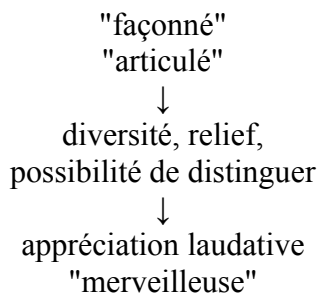 "façonné"
"articulé"
↓
diversité, relief,
possibilité de distinguer
↓
appréciation laudative
"merveilleuse"